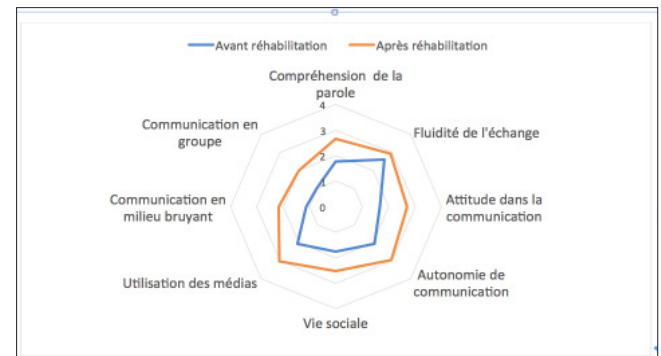 Avant réhabilitation
Après réhabilitation
Compréhension de la
parole
4
3
2
1
0
Fluidité de l'échange
Attitude dans la
communication
Autonomie de
communication
Vie sociale
Utilisation des médias
Communication en
milieu bruyant
Communication en
groupe